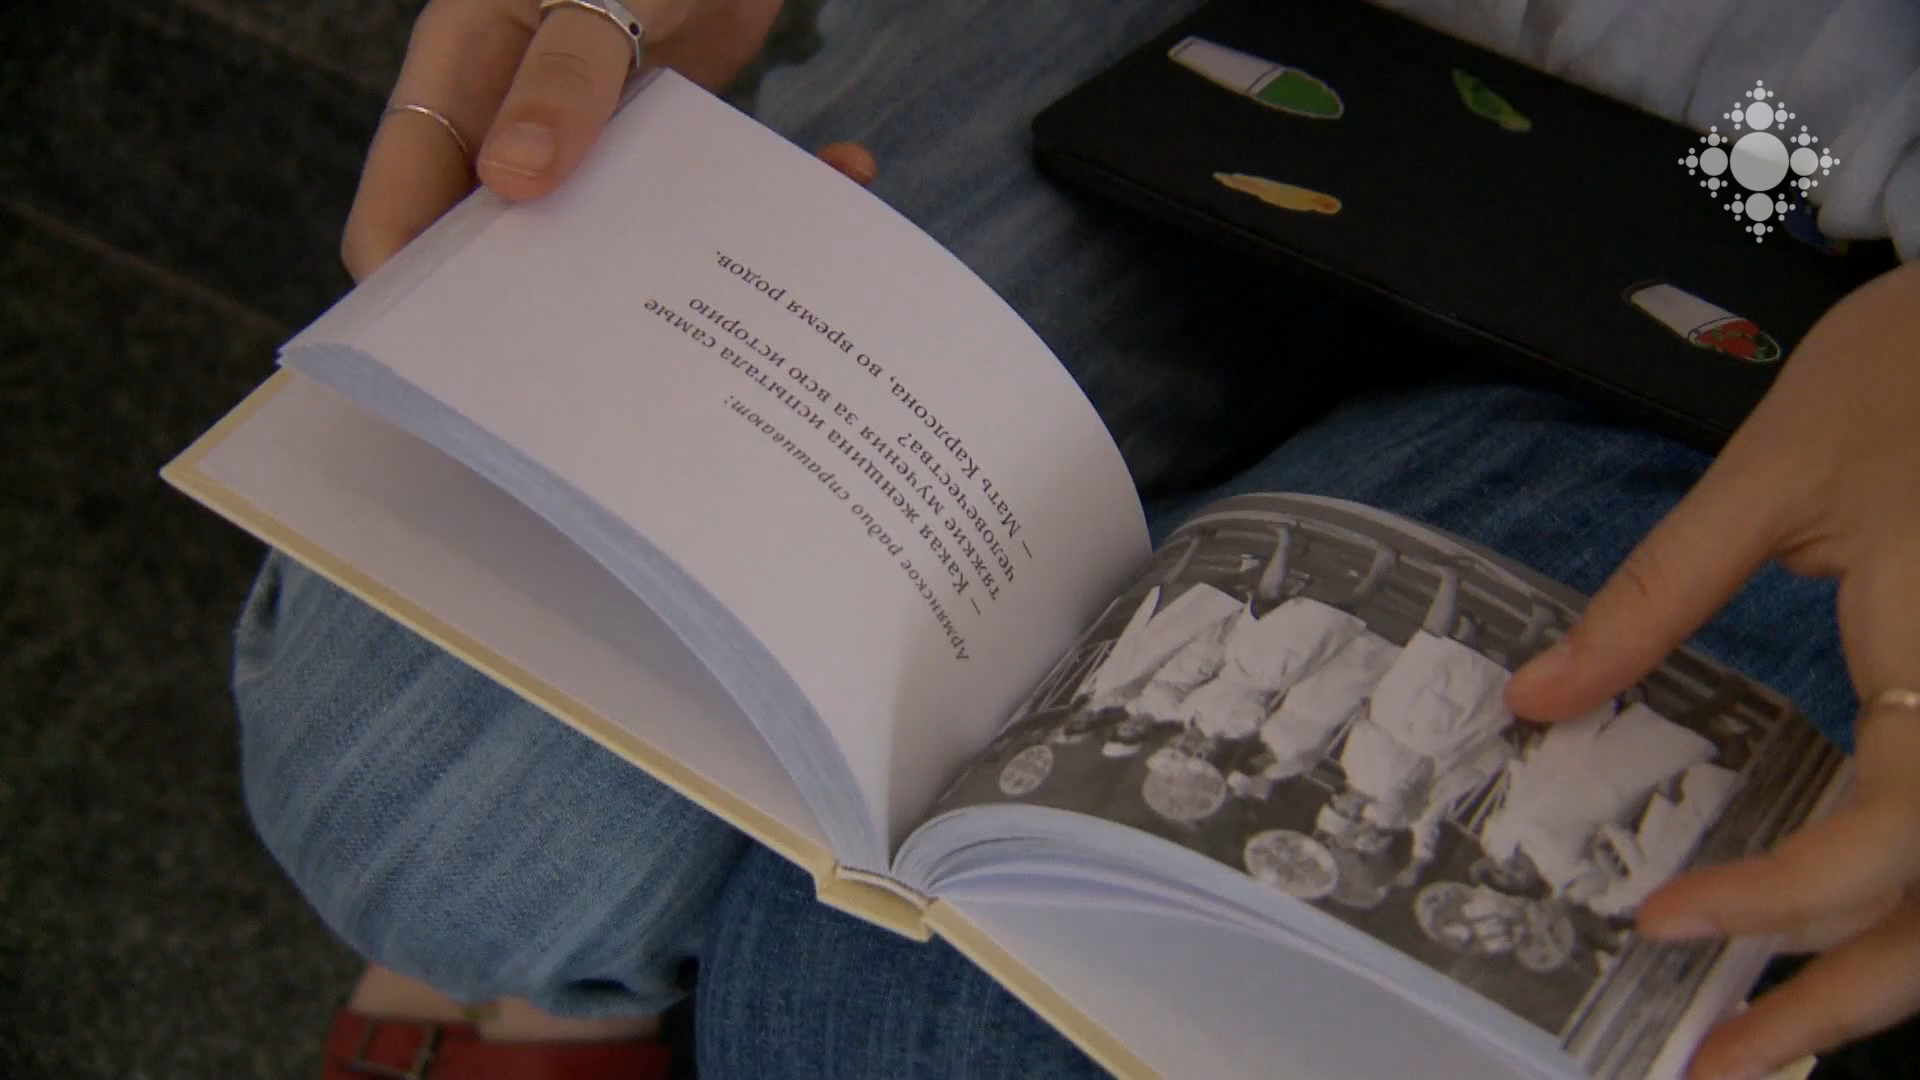 Армянское радио спрашивают:
– Какая женщина испытала самые
тяжкие мучения за всю историю
человечества?
– Мать Карлсона, во время родов.